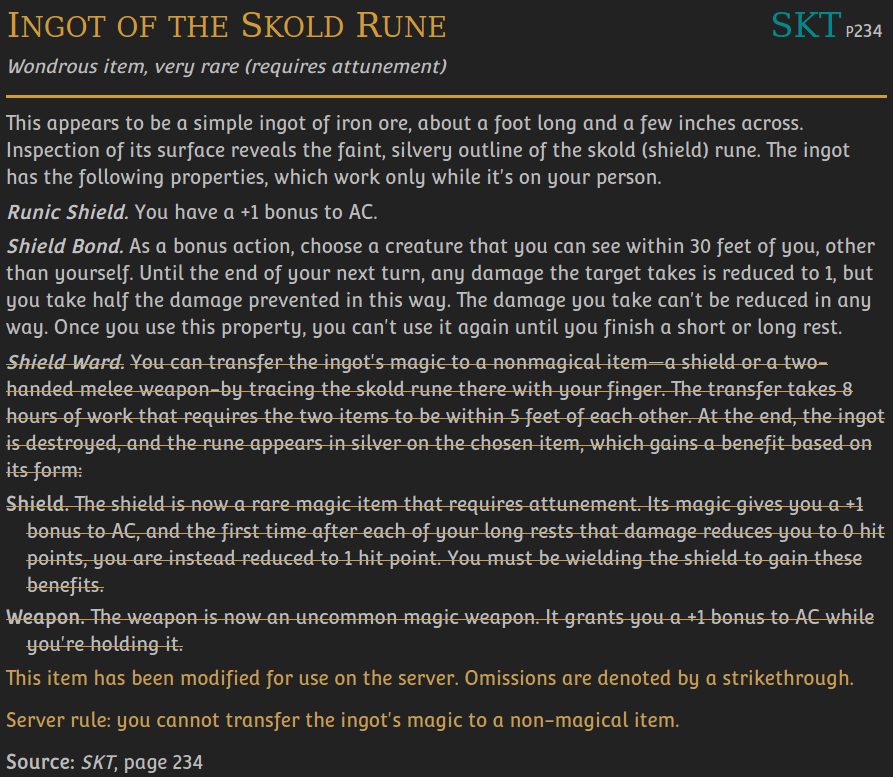 Ingot of the Skold Rune SKT P234
Wondrous item, very rare (requires attunement)
This appears to be a simple ingot of iron ore, about a foot long and a few inches across.
Inspection of its surface reveals the faint, silvery outline of the skold (shield) rune. The ingot
has the following properties, which work only while it's on your person.
Runic Shield. You have a +1 bonus to AC.
Shield Bond. As a bonus action, choose a creature that you can see within 30 feet of you, other
than yourself. Until the end of your next turn, any damage the target takes is reduced to 1, but
you take half the damage prevented in this way. The damage you take can't be reduced in any
way. Once you use this property, you can't use it again until you finish a short or long rest.
Shield Ward. You can transfer the ingot's magic to a nonmagical item—a shield or a two-
handed melee weapon-by tracing the skold rune there with your finger. The transfer takes 8
hours of work that requires the two items to be within 5 feet of each other. At the end, the ingot
is destroyed, and the rune appears in silver on the chosen item, which gains a benefit based on
its form:
Shield. The shield is now a rare magic item that requires attunement. Its magic gives you a +1
bonus to AC, and the first time after each of your long rests that damage reduces you to 0 hit
points, you are instead reduced to 1 hit point. You must be wielding the shield to gain these
benefits.
Weapon. The weapon is now an uncommon magic weapon. It grants you a +1 bonus to AC while
you're holding it.
This item has been modified for use on the server. Omissions are denoted by a strikethrough.
Server rule: you cannot transfer the ingot's magic to a non-magical item.
Source: SKT, page 234